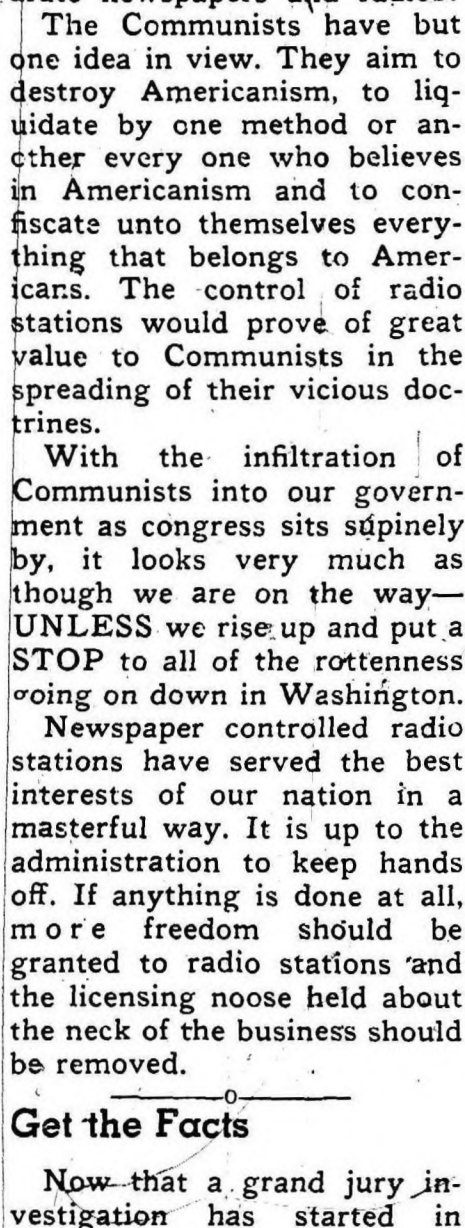 The Communists have but
one idea in view. They aim to
destroy Americanism, to liq-
uidate by one method or an-
other every one who believes
in Americanism and to con-
fiscate unto themselves every-
thing that belongs to Amer-
icans. The control of radio
stations would prove of great
value to Communists in the
spreading of their vicious doc-
trines.
With the infiltration of
Communists into our govern-
ment as congress sits supinely
by, it looks very much as
though we are on the way—
UNLESS we rise up and put a
STOP to all of the rottenness
going on down in Washington.
Newspaper controlled radio
stations have served the best
interests of our nation in a
masterful way. It is up to the
administration to keep hands
off. If anything is done at all,
more freedom should be
granted to radio stations and
the licensing noose held about
the neck of the business should
be removed.
o
Get the Facts
Now that a grand jury in-
vestigation has started in